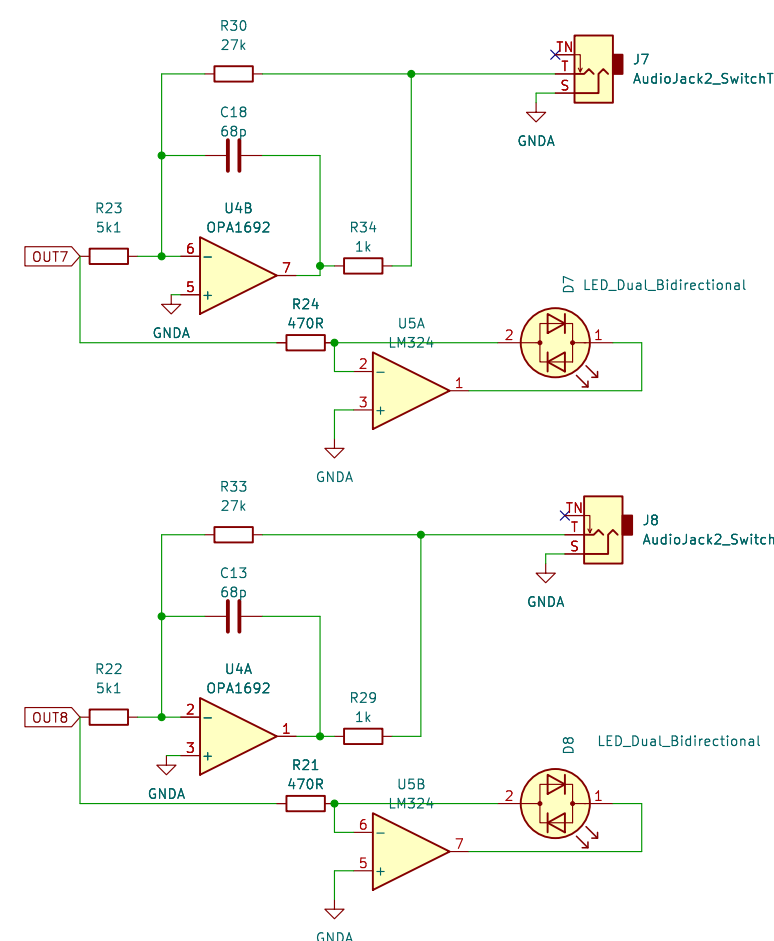 R30
27k
TN
T
S
J7
AudioJack2_SwitchT
GNDA
C18
68p
R23
5k1
U4B
OPA1692
R34
1k
OUT7
6
5
7
GNDA
R24
470R
U5A
LM324
D7
LED_Dual_Bidirectional
2
1
2
3
1
GNDA
R33
27k
TN
T
S
J8
AudioJack2_Switch
GNDA
C13
68p
R22
5k1
U4A
OPA1692
R29
1k
OUT8
2
3
1
GNDA
R21
470R
U5B
LM324
D8
LED_Dual_Bidirectional
2
1
6
5
7
GNDA